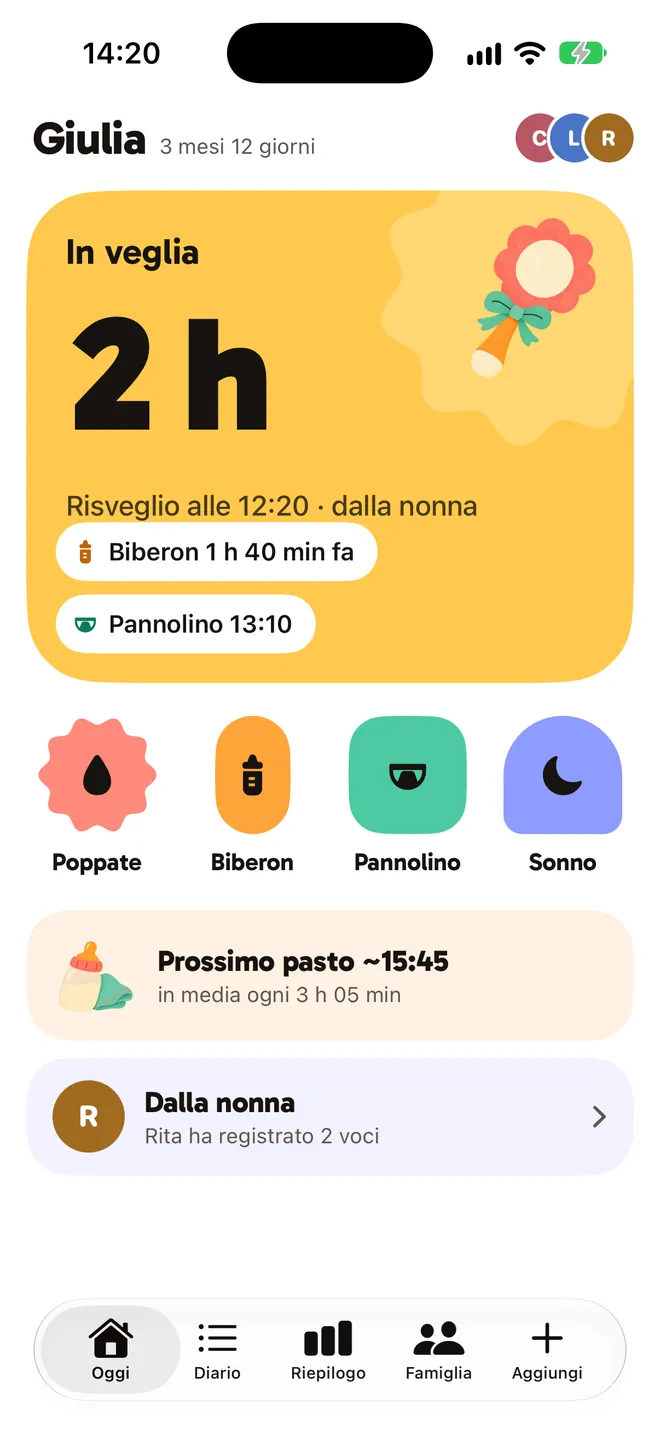 14:20
Giulia 3 mesi 12 giorni
C L R
In veglia
2 h
Risveglio alle 12:20 · dalla nonna
Biberon 1 h 40 min fa
Pannolino 13:10
Poppate Biberon Pannolino Sonno
Prossimo pasto ~15:45
in media ogni 3 h 05 min
R
Dalla nonna
Rita ha registrato 2 voci
Oggi Diario Riepilogo Famiglia Aggiungi